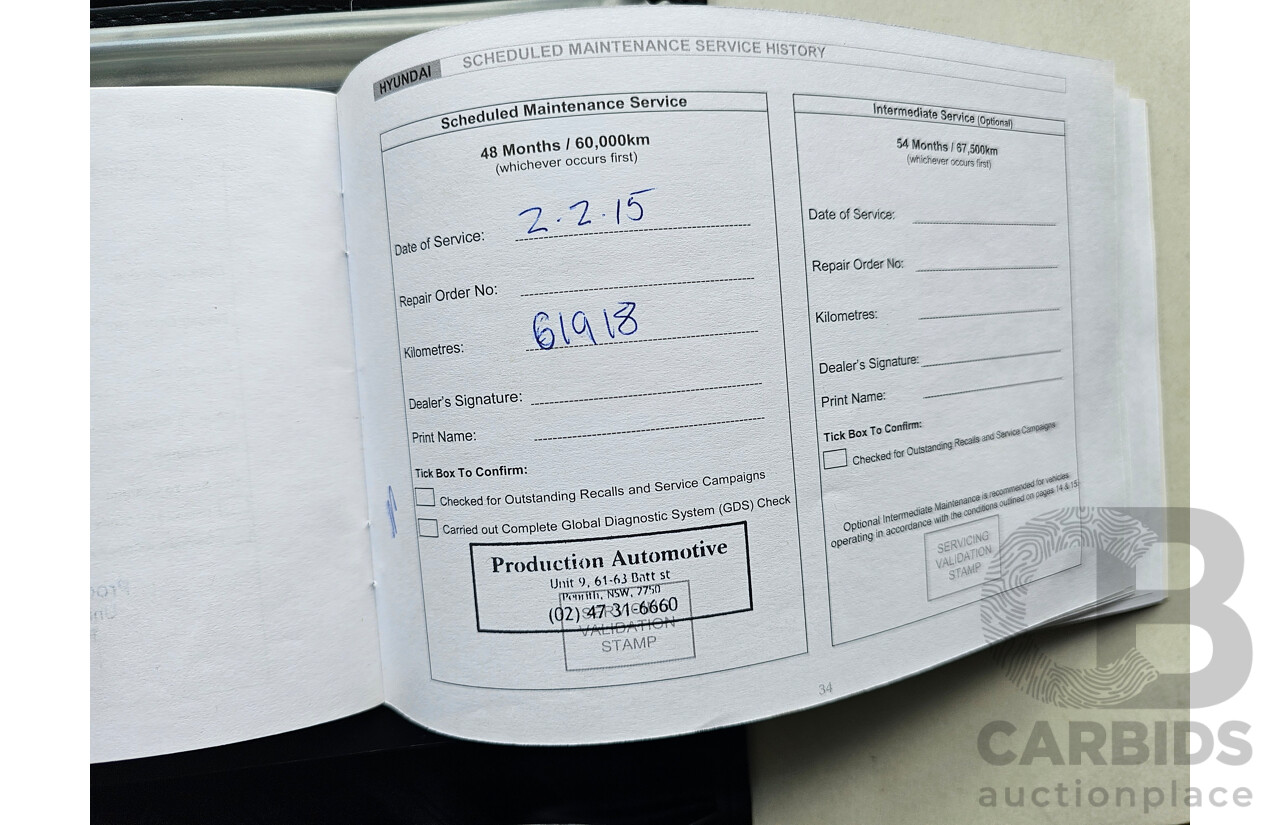 HYUNDAI SCHEDULED MAINTENANCE SERVICE HISTORY
Scheduled Maintenance Service
48 Months / 60,000km
(whichever occurs first)
Date of Service: 2.2.15
Repair Order No:
Kilometres: 61918
Dealer's Signature:
Print Name:
Tick Box To Confirm:
Checked for Outstanding Recalls and Service Campaigns
Carried out Complete Global Diagnostic System (GDS) Check
Production Automotive
Unit 9, 61-63 Batt st
Penrith, NSW, 2750
(02) 47 31-6660
VALIDATION
STAMP
Intermediate Service (Optional)
54 Months / 67,500km
(whichever occurs first)
Date of Service:
Repair Order No:
Kilometres:
Dealer's Signature:
Print Name:
Tick Box To Confirm:
Checked for Outstanding Recalls and Service Campaigns
Optional Intermediate Maintenance is recommended for vehicles
operating in accordance with the conditions outlined on pages 14 & 15
SERVICING
VALIDATION
STAMP
34
CARBIDS
auctionplace